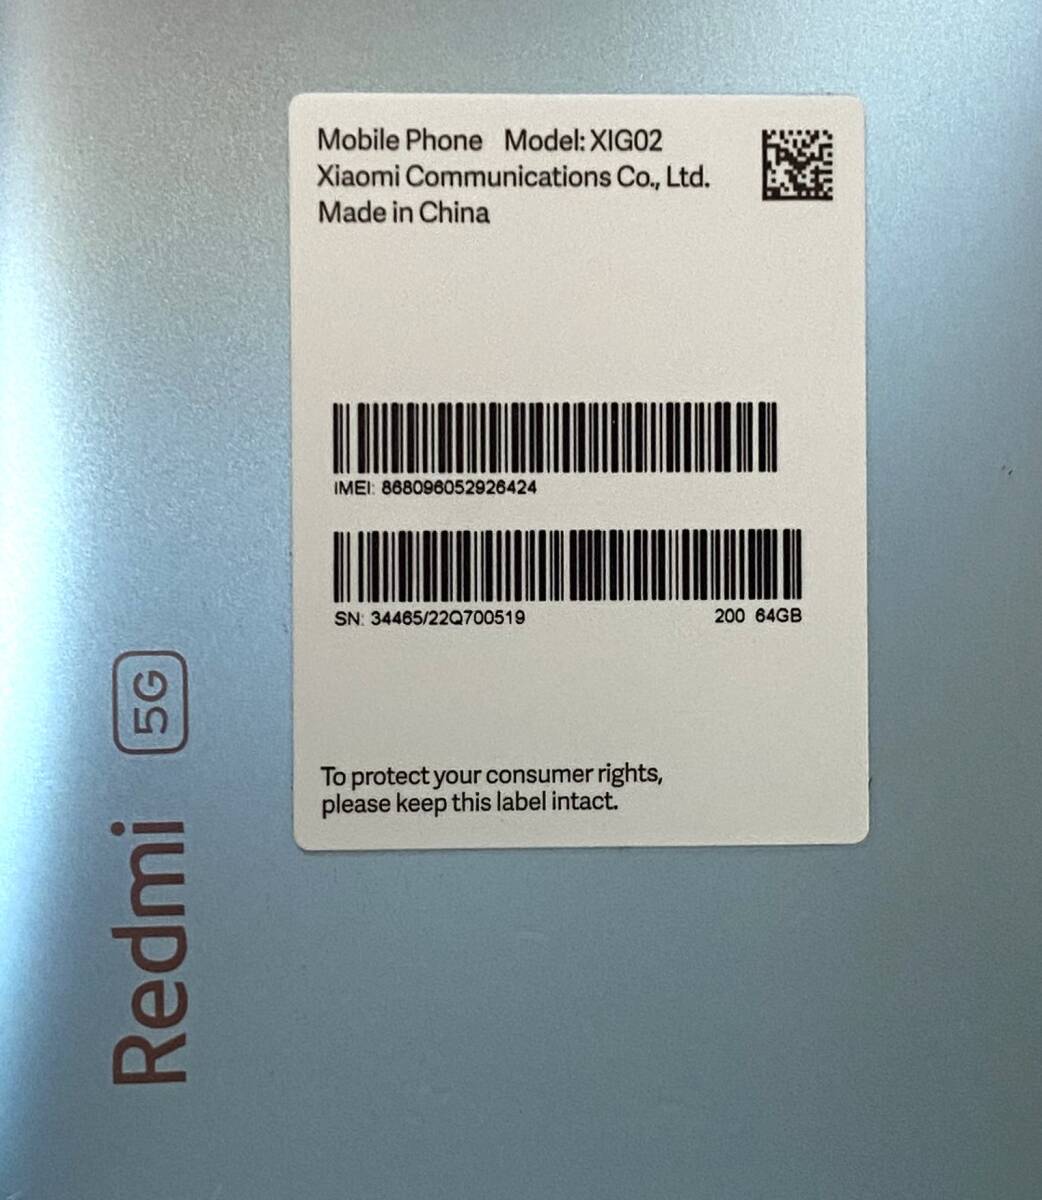 Mobile Phone Model: XIG02
Xiaomi Communications Co., Ltd.
Made in China
IMEI: 868096052926424
SN: 34465/22Q700519 200 64GB
To protect your consumer rights,
please keep this label intact.
Redmi 5G